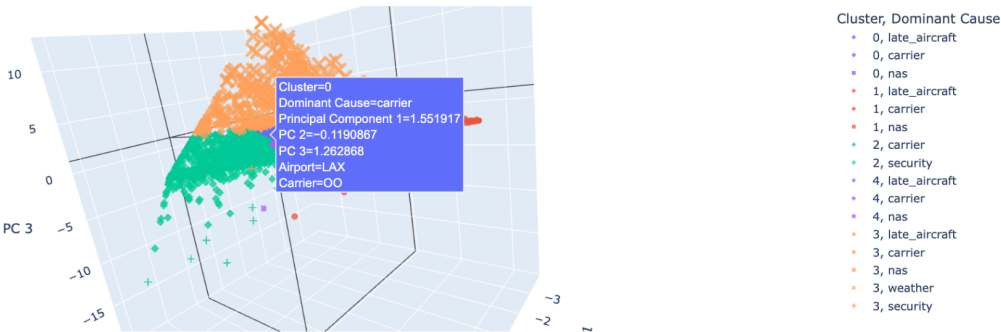 Cluster, Dominant Cause
0, late_aircraft
0, carrier
0, nas
1, late_aircraft
1, carrier
1, nas
2, carrier
2, security
4, late_aircraft
4, carrier
4, nas
3, late_aircraft
3, carrier
3, nas
3, weather
3, security
10
5
0
−5
−10
−15
PC 3
Cluster=0
Dominant Cause=carrier
Principal Component 1=1.551917
PC 2=−0.1190867
PC 3=1.262868
Airport=LAX
Carrier=OO
−3
−2